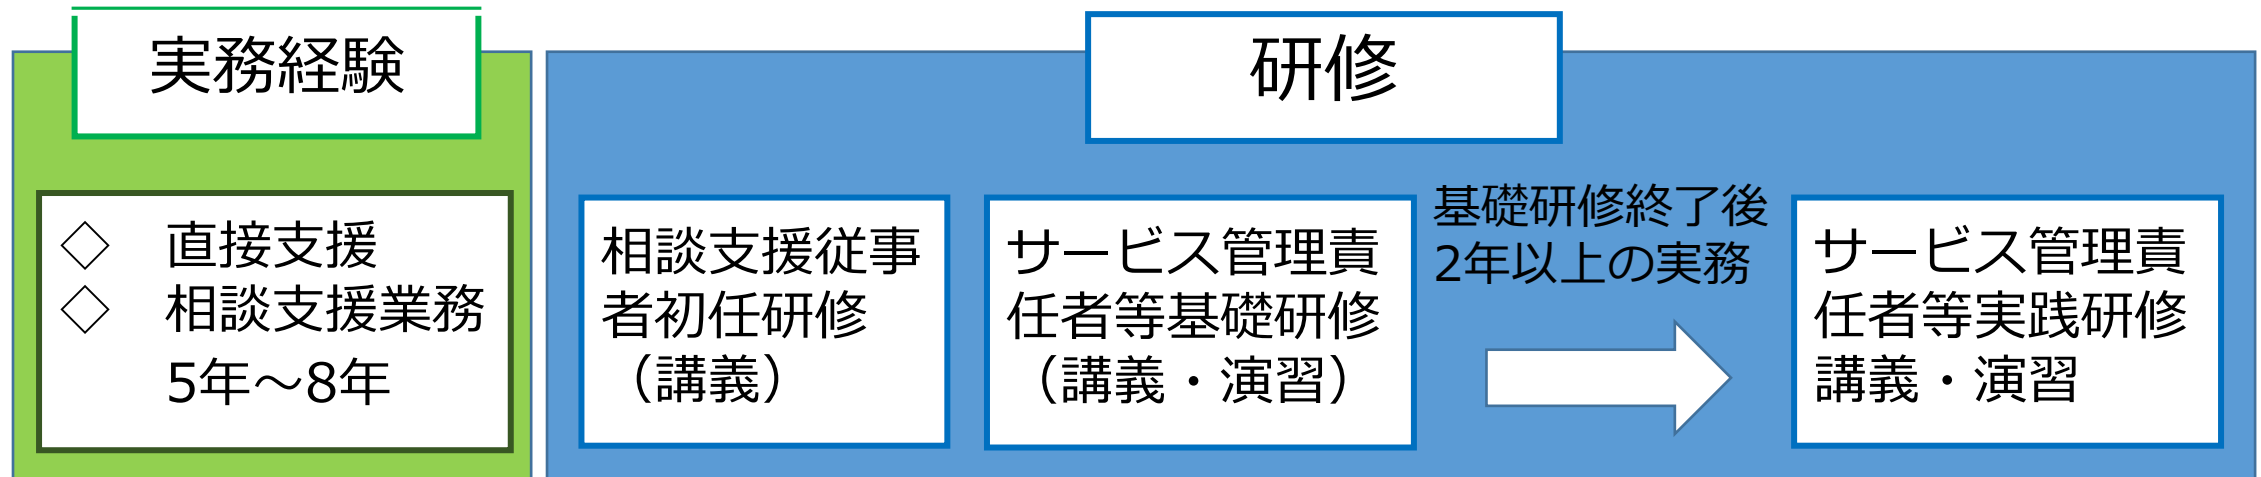 実務経験
◇　直接支援
◇　相談支援業務
5年～8年
研修
相談支援従事
者初任研修
（講義）
サービス管理責
任者等基礎研修
（講義・演習）
基礎研修終了後
2年以上の実務
サービス管理責
任者等実践研修
講義・演習